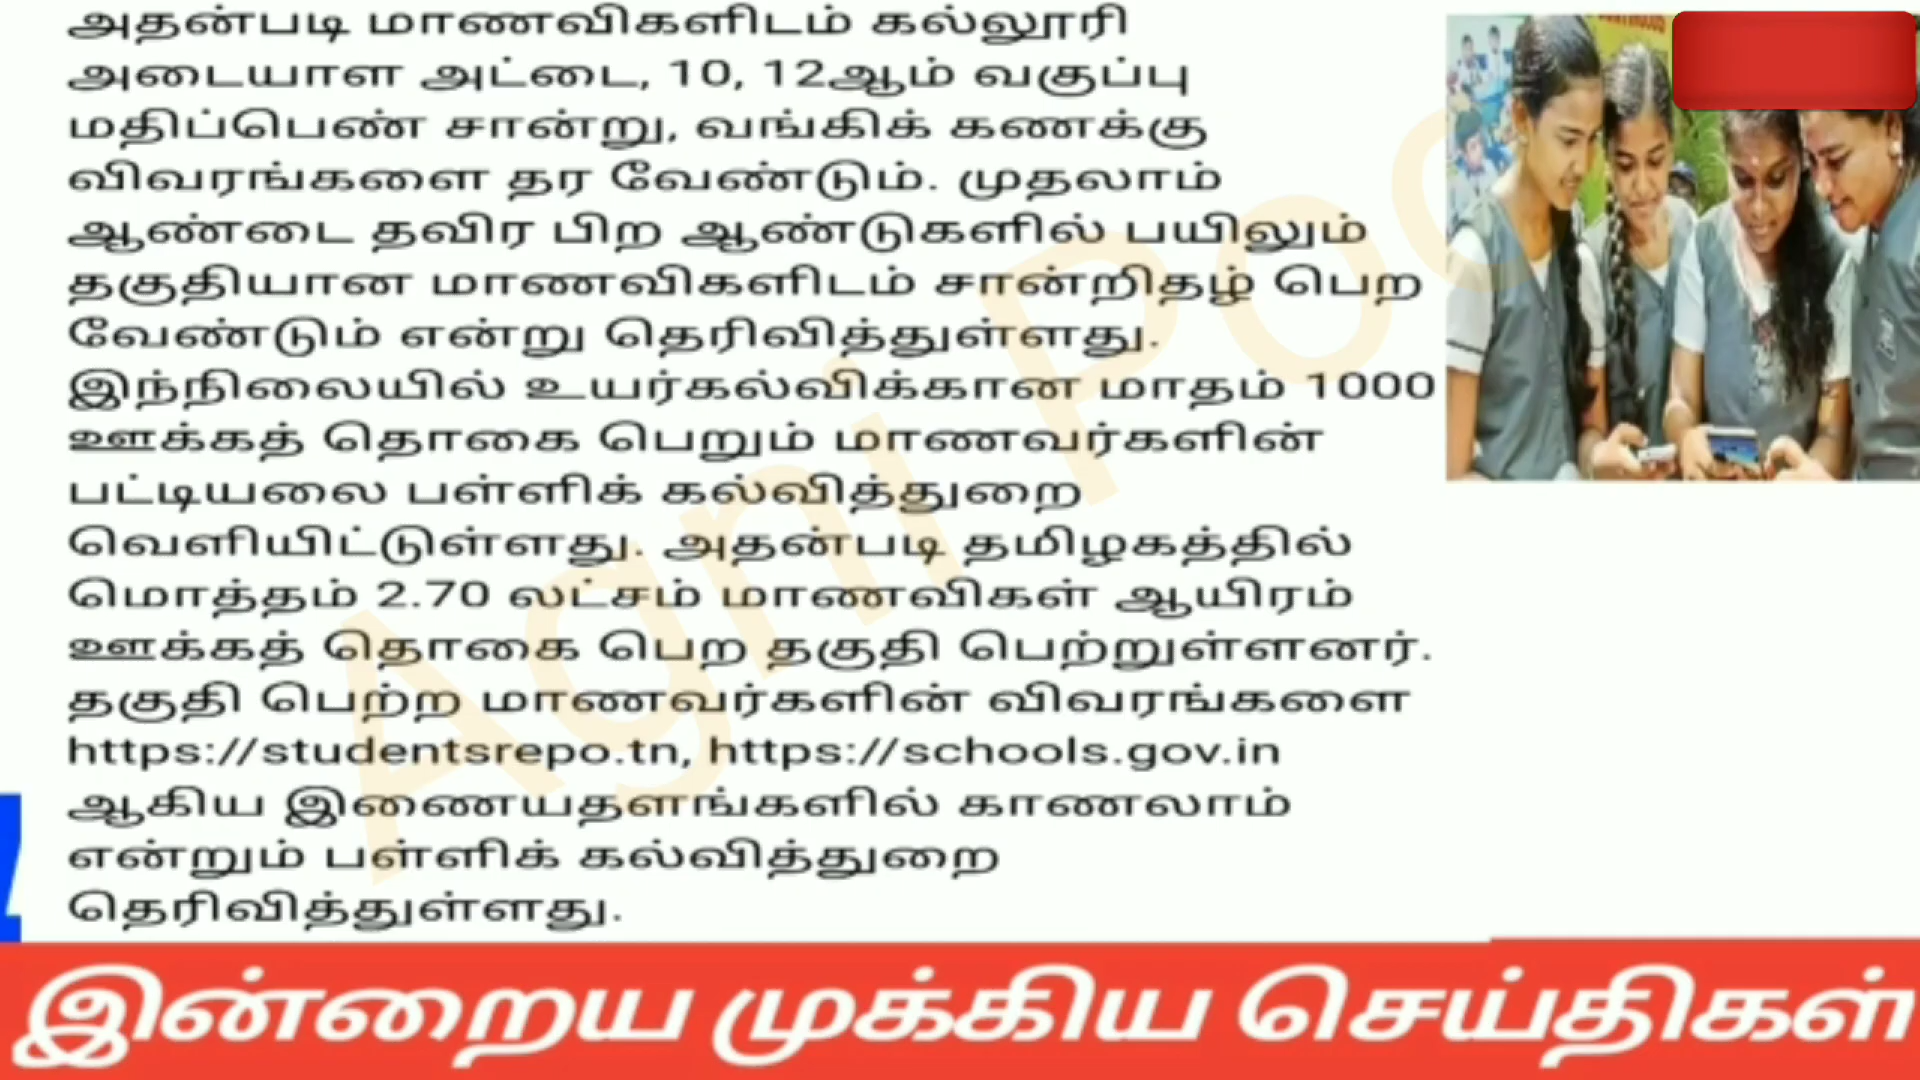 அதன்படி மாணவிகளிடம் கல்லூரி
அடையாள அட்டை, 10, 12ஆம் வகுப்பு
மதிப்பெண் சான்று, வங்கிக் கணக்கு
விவரங்களை தர வேண்டும். முதலாம்
ஆண்டை தவிர பிற ஆண்டுகளில் பயிலும்
தகுதியான மாணவிகளிடம் சான்றிதழ் பெற
வேண்டும் என்று தெரிவித்துள்ளது.
இந்நிலையில் உயர்கல்விக்கான மாதம் 1000
ஊக்கத் தொகை பெறும் மாணவர்களின்
பட்டியலை பள்ளிக் கல்வித்துறை
வெளியிட்டுள்ளது. அதன்படி தமிழகத்தில்
மொத்தம் 2.70 லட்சம் மாணவிகள் ஆயிரம்
ஊக்கத் தொகை பெற தகுதி பெற்றுள்ளனர்.
தகுதி பெற்ற மாணவர்களின் விவரங்களை
https://studentsrepo.tn, https://schools.gov.in
ஆகிய இணையதளங்களில் காணலாம்
என்றும் பள்ளிக் கல்வித்துறை
தெரிவித்துள்ளது.
இன்றைய முக்கிய செய்திகள்
Agni Poo